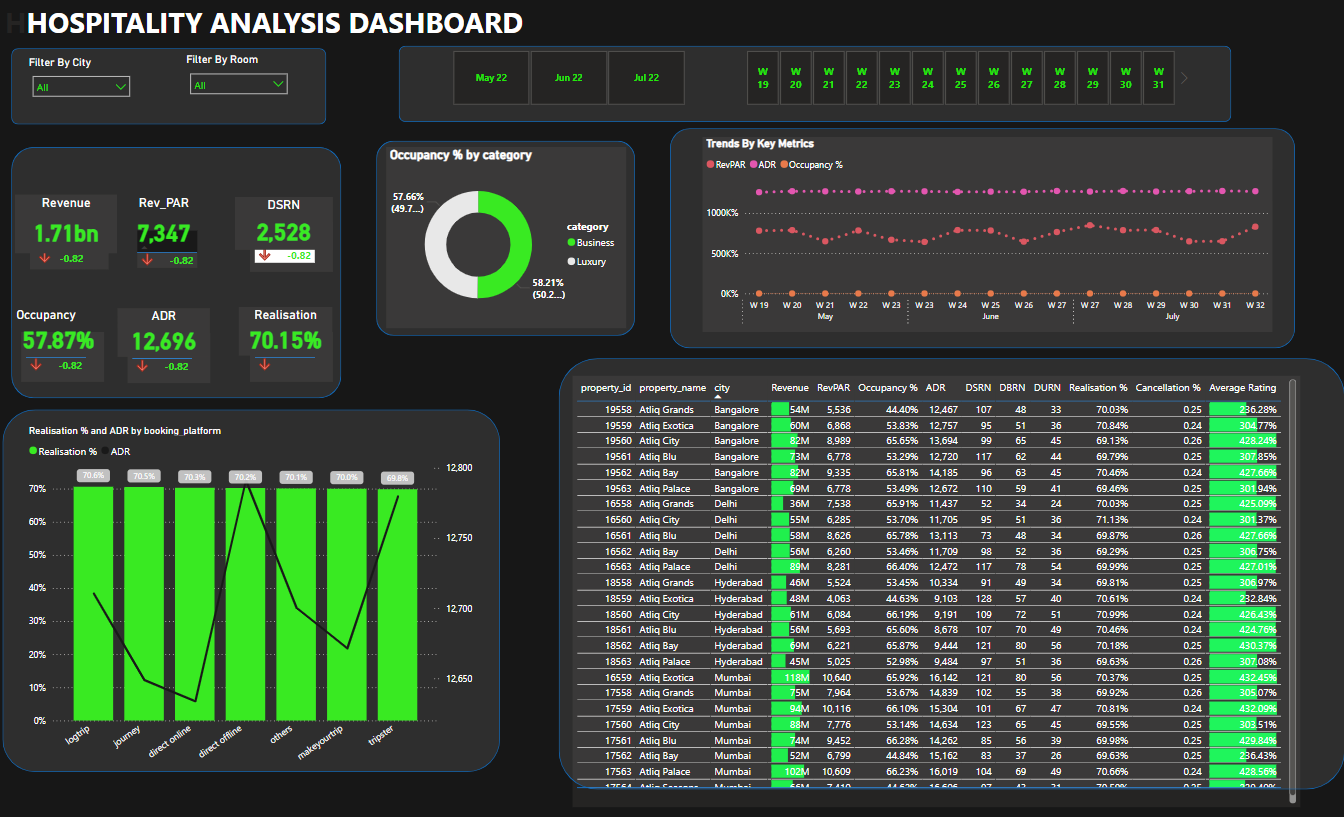 HOSPITALITY ANALYSIS DASHBOARD
Filter By City
All
Filter By Room
All
May 22 Jun 22 Jul 22
W 19 W 20 W 21 W 22 W 23 W 24 W 25 W 26 W 27 W 28 W 29 W 30 W 31
Revenue
1.71bn
-0.82
Rev_PAR
7,347
-0.82
DSRN
2,528
-0.82
Occupancy
57.87%
-0.82
ADR
12,696
-0.82
Realisation
70.15%
Occupancy % by category
57.66%
(49.7...)
58.21%
(50.2...)
category
Business
Luxury
Trends By Key Metrics
RevPAR ADR Occupancy %
1000K%
500K%
0K%
W 19 W 20 W 21 W 22 W 23 W 23 W 24 W 25 W 26 W 27 W 27 W 28 W 29 W 30 W 31 W 32
May June July
Realisation % and ADR by booking_platform
Realisation % ADR
70.6% 70.5% 70.3% 70.2% 70.1% 70.0% 69.8%
70%
60%
50%
40%
30%
20%
10%
0%
12,800
12,750
12,700
12,650
logtrip journey direct online direct offline others makeyourtrip tripster
property_id property_name city Revenue RevPAR Occupancy % ADR DSRN DBRN DURN Realisation % Cancellation % Average Rating
19558 Atliq Grands Bangalore 54M 5,536 44.40% 12,467 107 48 33 70.03% 0.25 236.28%
19559 Atliq Exotica Bangalore 60M 6,868 53.83% 12,757 95 51 36 70.84% 0.24 304.77%
19560 Atliq City Bangalore 82M 8,989 65.65% 13,694 99 65 45 69.13% 0.26 428.24%
19561 Atliq Blu Bangalore 73M 6,778 53.29% 12,720 117 62 44 69.79% 0.25 307.85%
19562 Atliq Bay Bangalore 82M 9,335 65.81% 14,185 96 63 45 70.46% 0.24 427.66%
19563 Atliq Palace Bangalore 69M 6,778 53.49% 12,672 110 59 41 69.46% 0.25 301.94%
16558 Atliq Grands Delhi 36M 7,538 65.91% 11,437 52 34 24 70.03% 0.25 425.09%
16560 Atliq City Delhi 55M 6,285 53.70% 11,705 95 51 36 71.13% 0.24 301.37%
16561 Atliq Blu Delhi 58M 8,626 65.78% 13,113 73 48 34 69.87% 0.26 427.66%
16562 Atliq Bay Delhi 56M 6,260 53.46% 11,709 98 52 36 69.29% 0.25 306.75%
16563 Atliq Palace Delhi 89M 8,281 66.40% 12,472 117 78 54 69.99% 0.25 427.01%
18558 Atliq Grands Hyderabad 46M 5,524 53.45% 10,334 91 49 34 69.81% 0.25 306.97%
18559 Atliq Exotica Hyderabad 48M 4,063 44.63% 9,103 128 57 40 70.61% 0.24 232.84%
18560 Atliq City Hyderabad 61M 6,084 66.19% 9,191 109 72 51 70.99% 0.24 426.43%
18561 Atliq Blu Hyderabad 56M 5,693 65.60% 8,678 107 70 49 70.46% 0.24 424.76%
18562 Atliq Bay Hyderabad 69M 6,221 65.87% 9,444 121 80 56 70.18% 0.25 430.37%
18563 Atliq Palace Hyderabad 45M 5,025 52.98% 9,484 97 51 36 69.63% 0.26 307.08%
16559 Atliq Exotica Mumbai 118M 10,640 65.92% 16,142 121 80 56 70.37% 0.25 432.45%
17558 Atliq Grands Mumbai 75M 7,964 53.67% 14,839 102 55 38 69.92% 0.26 305.07%
17559 Atliq Exotica Mumbai 94M 10,116 66.10% 15,304 101 67 47 70.81% 0.24 432.09%
17560 Atliq City Mumbai 88M 7,776 53.14% 14,634 123 65 45 69.55% 0.24 303.51%
17561 Atliq Blu Mumbai 74M 9,452 66.28% 14,262 85 56 39 69.98% 0.25 429.84%
17562 Atliq Bay Mumbai 52M 6,799 44.84% 15,162 83 37 26 69.63% 0.25 236.43%
17563 Atliq Palace Mumbai 102M 10,609 66.23% 16,019 104 69 49 70.66% 0.24 428.56%